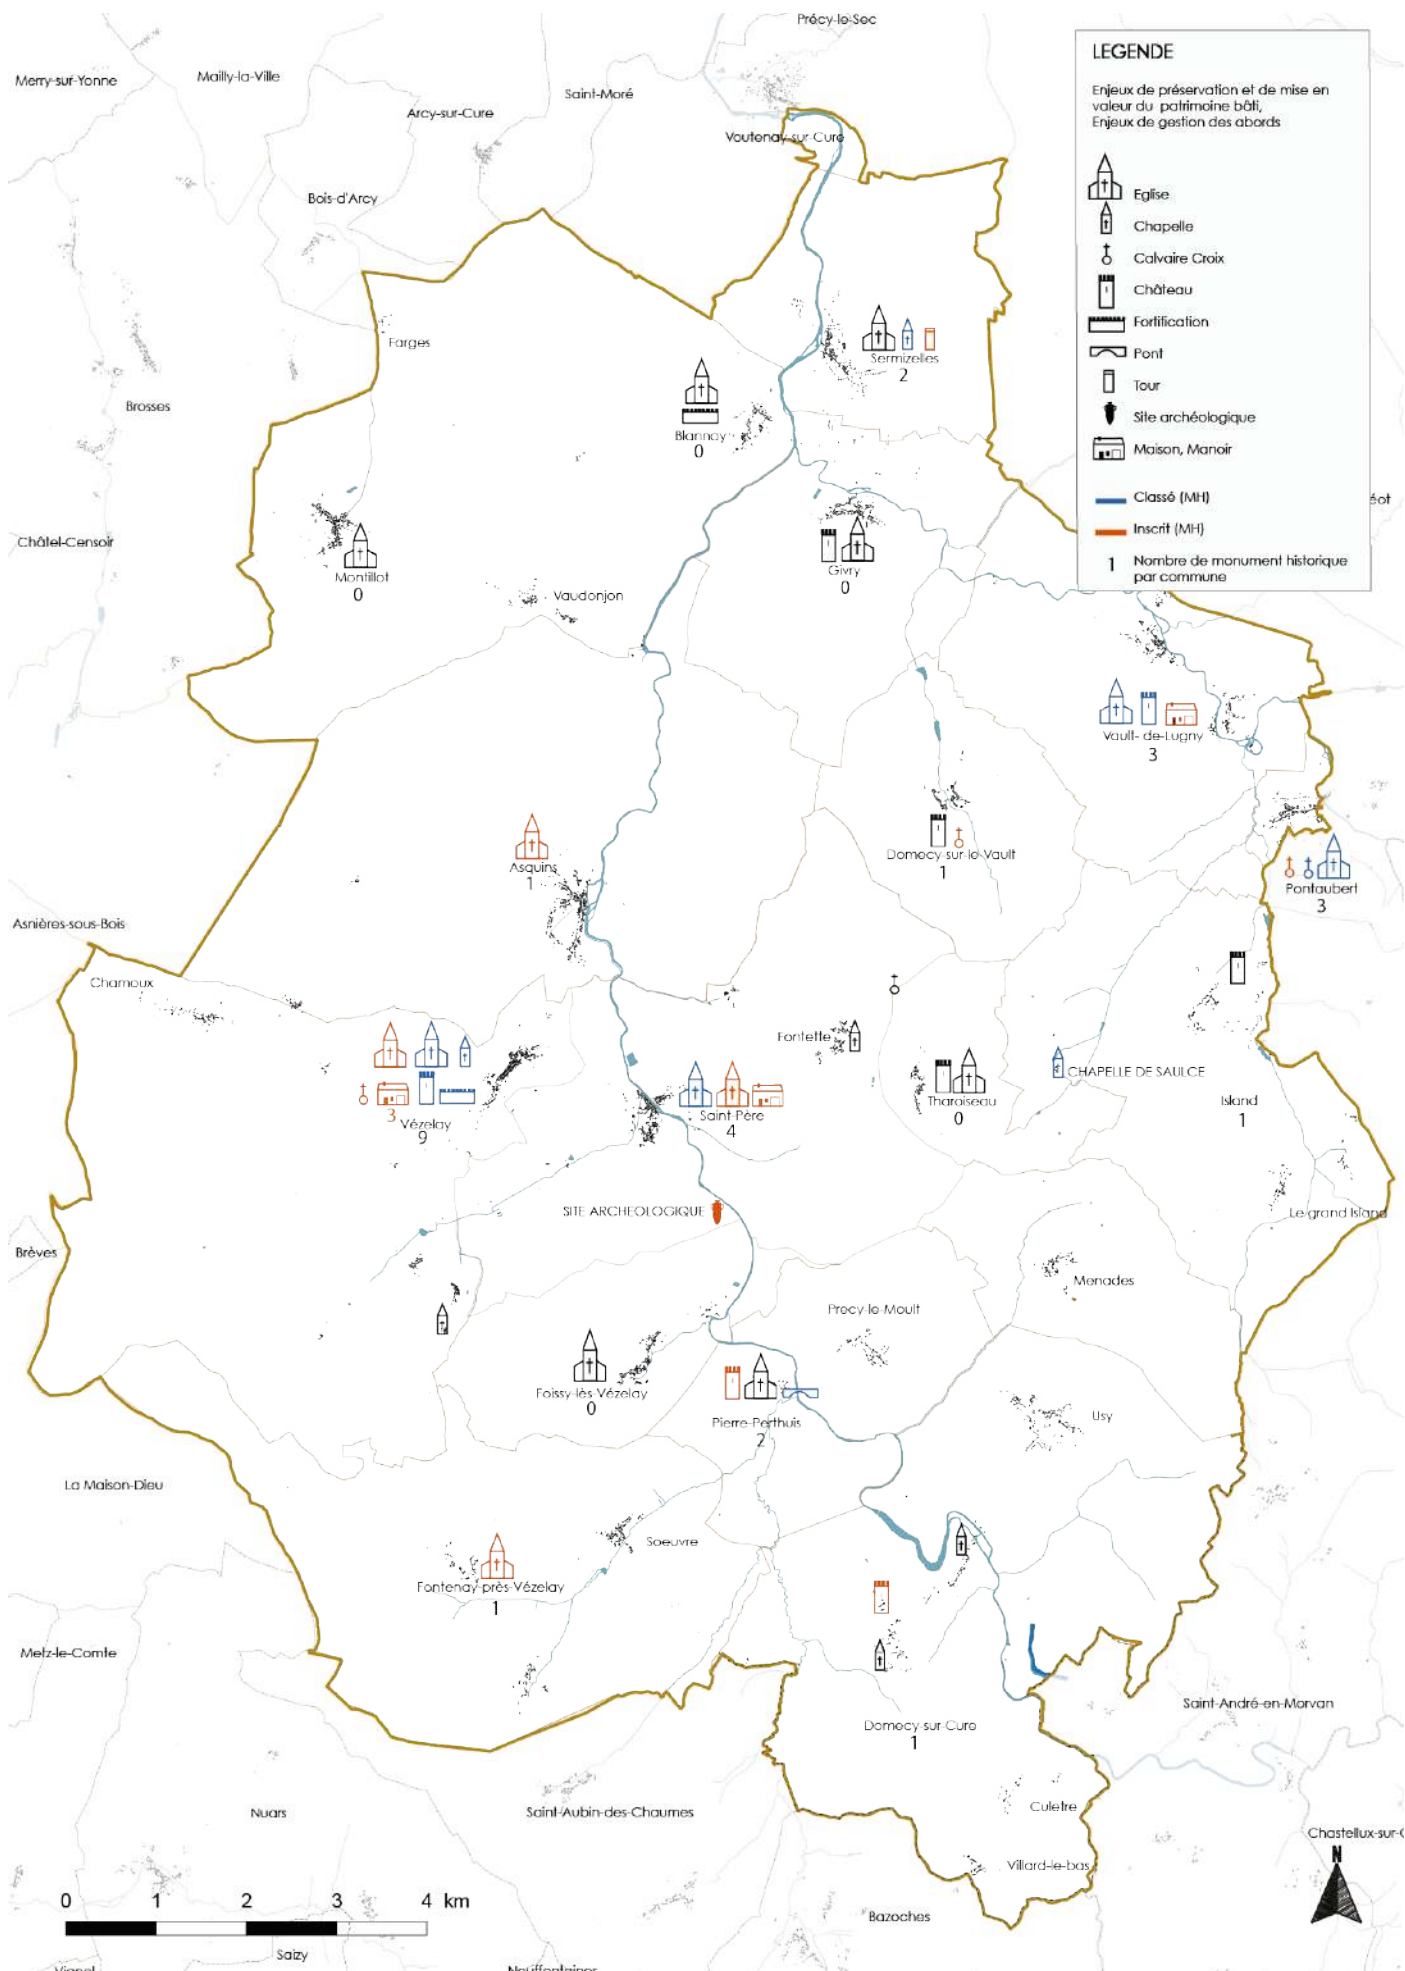 Précy-le-Sec
Merry-sur-Yonne
Mailly-la-Ville
Saint-Moré
Arcy-sur-Cure
Voutenay-sur-Cure
Bois-d'Arcy
LEGENDE
Enjeux de préservation et de mise en
valeur du patrimoine bâti,
Enjeux de gestion des abords
Eglise
Chapelle
Calvaire Croix
Château
Fortification
Pont
Tour
Site archéologique
Maison, Manoir
Classé (MH)
Inscrit (MH)
1 Nombre de monument historique
par commune
éot
Farges
Sermizelles
2
Brosses
Blannay
0
Châtel-Censoir
Montillot
0
Givry
0
Vaudonjon
Vault- de-Lugny
3
Asquins
1
Domecy-sur-le-Vault
1
Pontaubert
3
Asnières-sous-Bois
Chamoux
Fontette
CHAPELLE DE SAULCE
Tharoiseau
0
Island
1
3
Vézelay
9
Saint-Père
4
SITE ARCHEOLOGIQUE
Le grand Island
Brèves
Menades
Precy-le-Moult
Foissy-lès-Vézelay
0
Pierre-Perthuis
2
Usy
La Maison-Dieu
Soeuvre
Fontenay-près-Vézelay
1
Metz-le-Comte
Saint-André-en-Morvan
Domecy-sur-Cure
1
Nuars
Saint-Aubin-des-Chaumes
Culetre
Chastellux-sur-C
N
Villard-le-bas
0 1 2 3 4 km
Bazoches
Saizy
Vignol
Neuffontaines